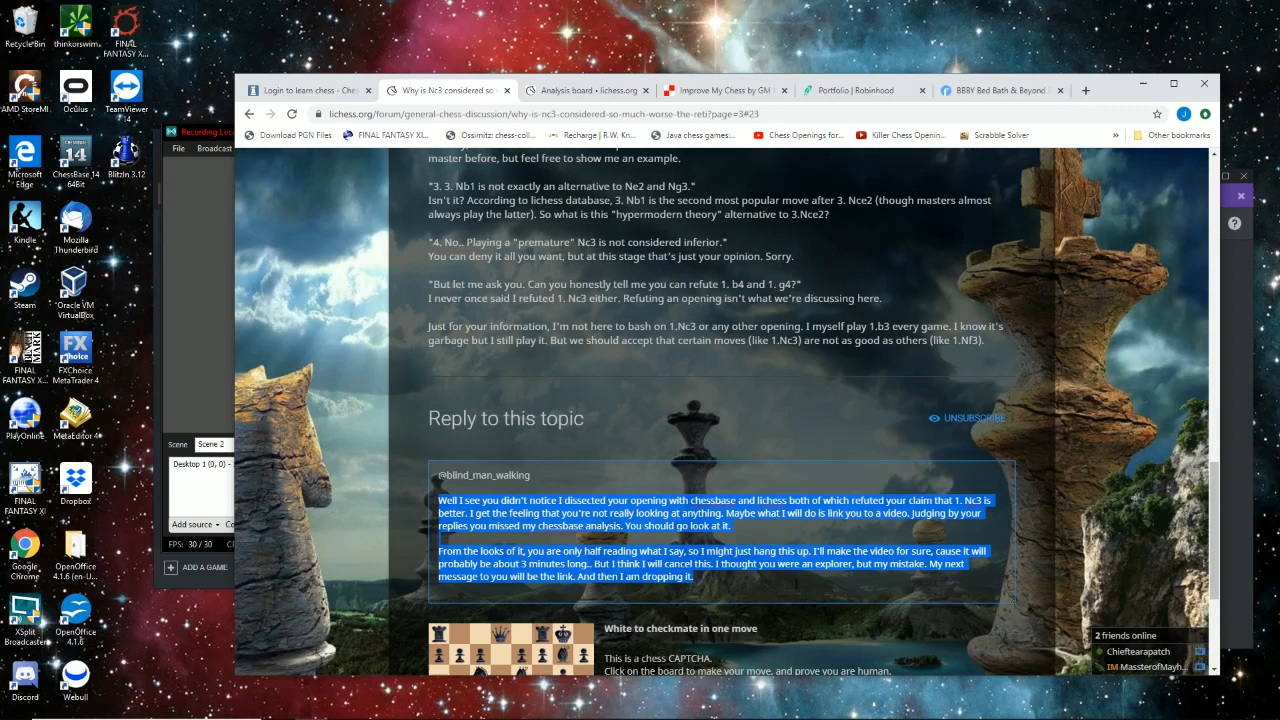 Recycle Bin
thinkorswim
FINAL
FANTASY X...
AMD StoreMI
Oculus
TeamViewer
14
Microsoft
Edge
ChessBase 14
64Bit
BlitzIn 3.12
Kindle
Mozilla
Thunderbird
Steam
"Oracle VM
VirtualBox
FINAL
FANTASY XI...
FXChoice
MetaTrader 4
PlayOnline
MetaEditor 4
FINAL
FANTASY XI...
Dropbox
Google
Chrome
OpenOffice
4.1.6 (en-U...
XSplit
Broadcaster
OpenOffice
4.1.6
Discord
Webull
Recording Loc
File
Broadcast
Scene
Scene 2
Desktop 1 (0, 0) -
Add source
FPS:
30 / 30
ADD A GAME
Login to learn chess - Ches
Why is Nc3 considered so
Analysis board • lichess.org
Improve My Chess by GM
Portfolio | Robinhood
BBBY Bed Bath & Beyond
lichess.org/forum/general-chess-discussion/why-is-nc3-considered-so-much-worse-the-reti?page=3#23
Download PGN Files
FINAL FANTASY XI...
Ossimitz: chess-coll...
Recharge | R.W. Kn...
Java chess games:...
Chess Openings for...
Killer Chess Openin...
Scrabble Solver
Other bookmarks
master before, but feel free to show me an example.
"3. 3. Nb1 is not exactly an alternative to Ne2 and Ng3."
Isn't it? According to lichess database, 3. Nb1 is the second most popular move after 3. Nce2 (though masters almost
always play the latter). So what is this "hypermodern theory" alternative to 3.Nce2?
"4. No.. Playing a "premature" Nc3 is not considered inferior."
You can deny it all you want, but at this stage that's just your opinion. Sorry.
"But let me ask you. Can you honestly tell me you can refute 1. b4 and 1. g4?"
I never once said I refuted 1. Nc3 either. Refuting an opening isn't what we're discussing here.
Just for your information, I'm not here to bash on 1.Nc3 or any other opening. I myself play 1.b3 every game. I know it's
garbage but I still play it. But we should accept that certain moves (like 1.Nc3) are not as good as others (like 1.Nf3).
Reply to this topic
UNSUBSCRIBE
@blind_man_walking
Well I see you didn't notice I dissected your opening with chessbase and lichess both of which refuted your claim that 1. Nc3 is
better. I get the feeling that you're not really looking at anything. Maybe what I will do is link you to a video. Judging by your
replies you missed my chessbase analysis. You should go look at it.
From the looks of it, you are only half reading what I say, so I might just hang this up. I'll make the video for sure, cause it will
probably be about 3 minutes long.. But I think I will cancel this. I thought you were an explorer, but my mistake. My next
message to you will be the link. And then I am dropping it.
White to checkmate in one move
This is a chess CAPTCHA.
Click on the board to make your move, and prove you are human.
2 friends online
Chieftearapatch
IM MassterofMayh...